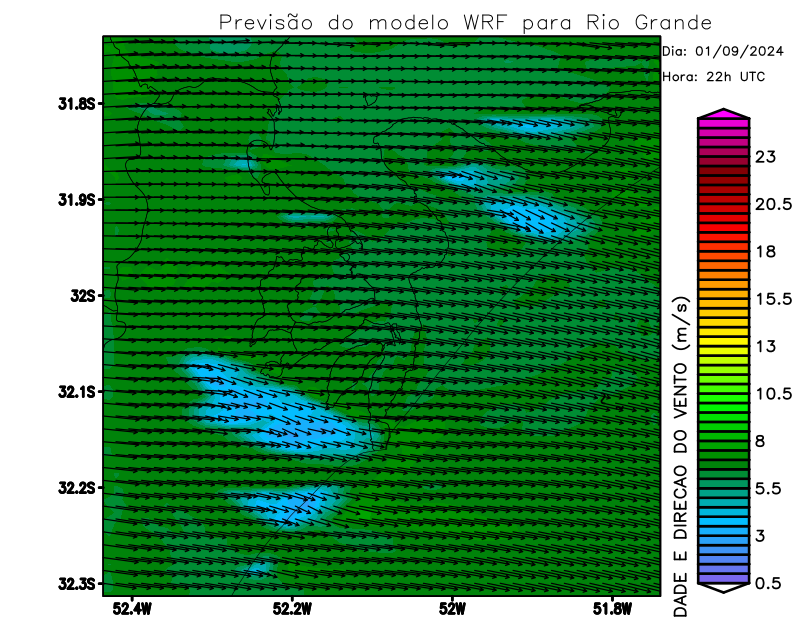 Previsão do modelo WRF para Rio Grande
Dia: 01/09/2024
Hora: 22h UTC
31.8S
31.9S
32S
32.1S
32.2S
32.3S
52.4W
52.2W
52W
51.8W
DADE E DIRECAO DO VENTO (m/s)
23
20.5
18
15.5
13
10.5
8
5.5
3
0.5